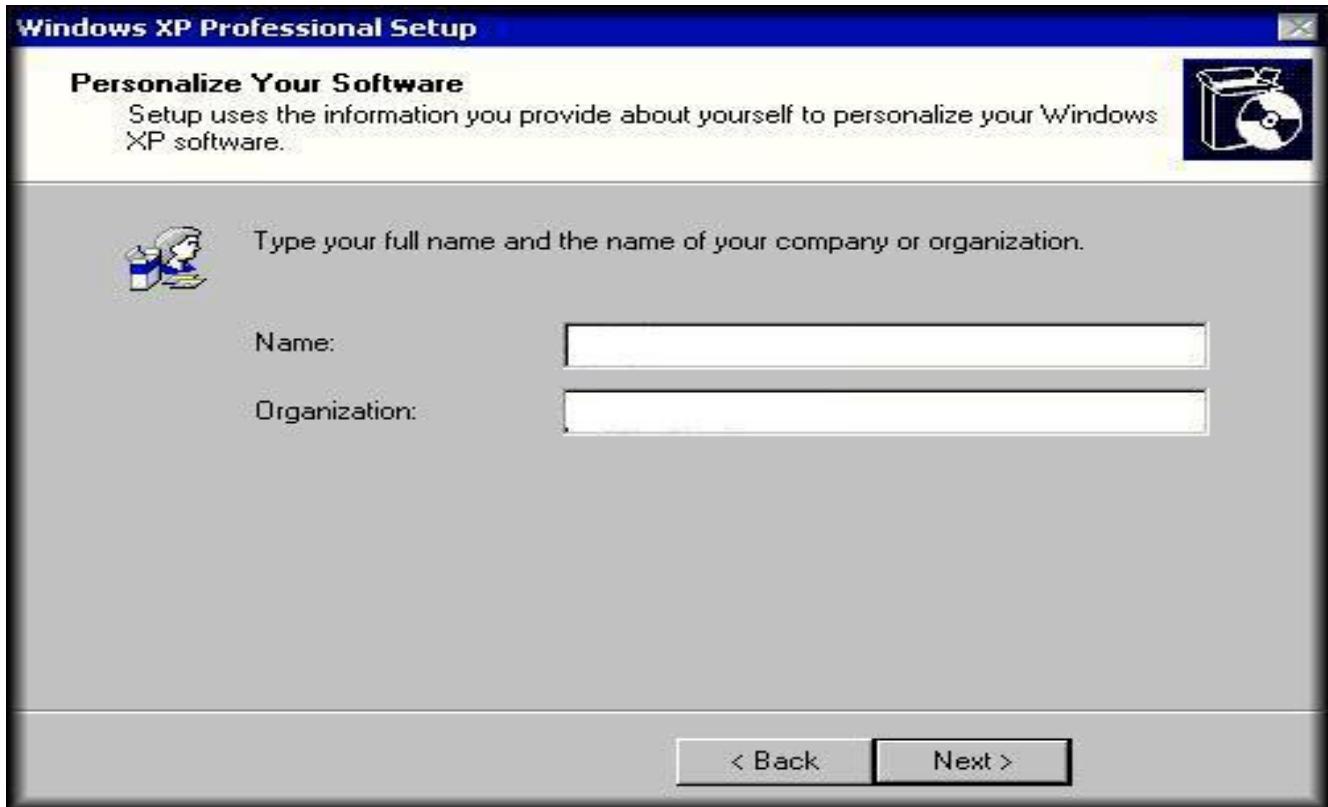 Windows XP Professional Setup
Personalize Your Software
Setup uses the information you provide about yourself to personalize your Windows
XP software.
Type your full name and the name of your company or organization.
Name:
Organization:
< Back
Next >